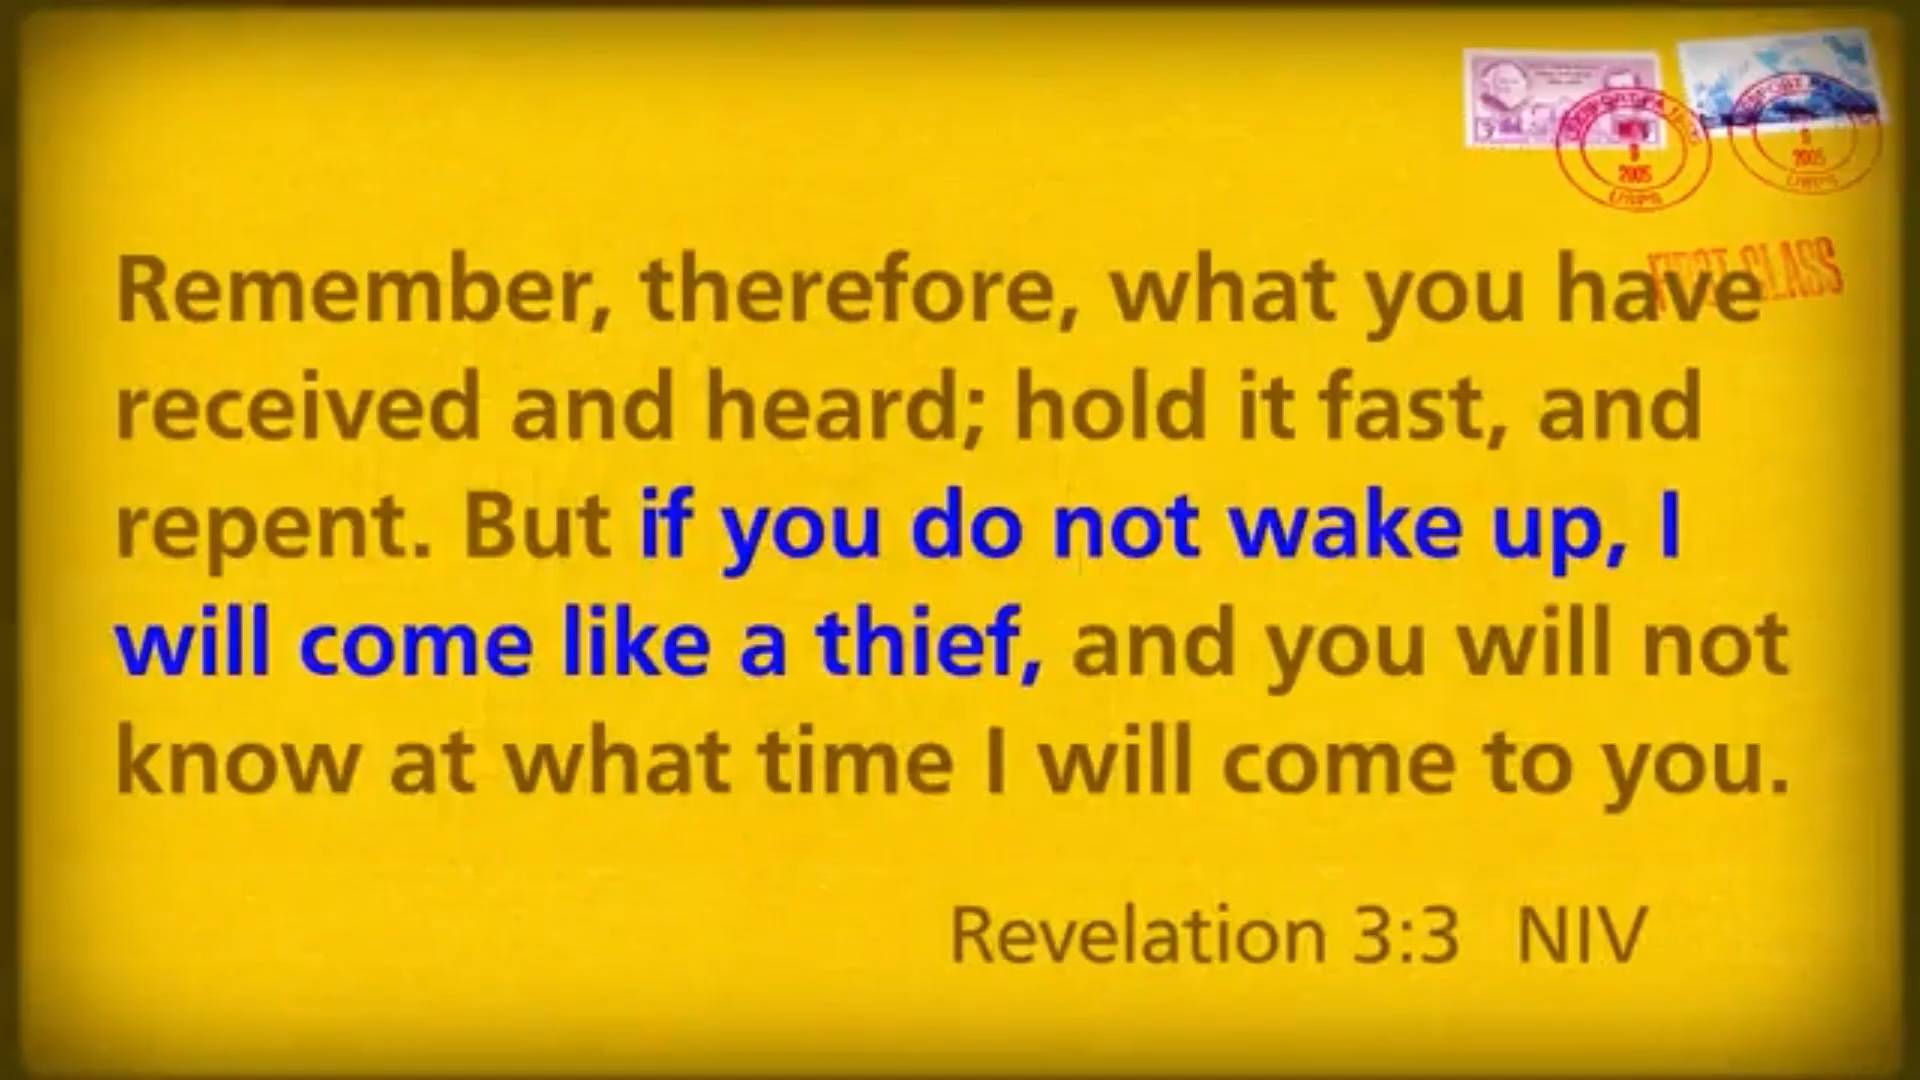 Remember, therefore, what you have
received and heard; hold it fast, and
repent. But if you do not wake up, I
will come like a thief, and you will not
know at what time I will come to you.
Revelation 3:3 NIV
FIRST CLASS
2005
2005